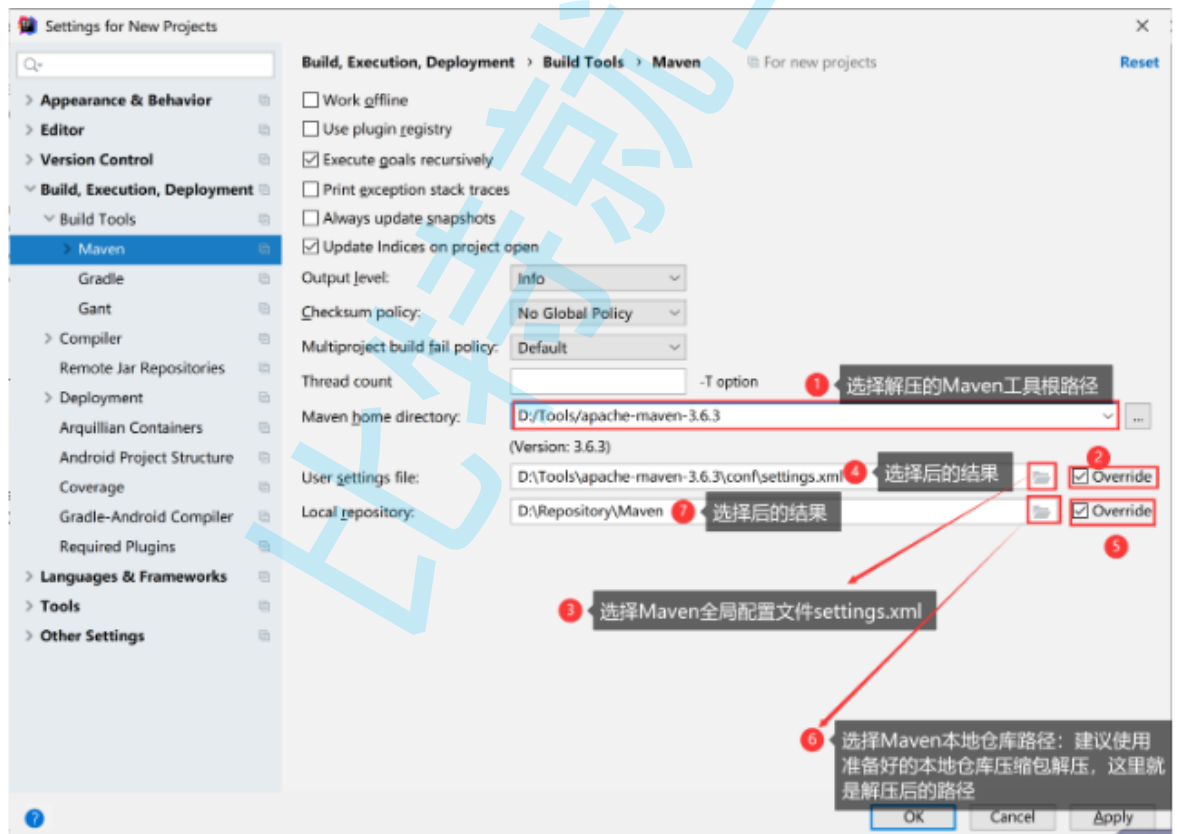 Settings for New Projects
Build, Execution, Deployment › Build Tools › Maven For new projects Reset
Appearance & Behavior
Editor
Version Control
Build, Execution, Deployment
Build Tools
Maven
Gradle
Gant
Compiler
Remote Jar Repositories
Deployment
Arquillian Containers
Android Project Structure
Coverage
Gradle-Android Compiler
Required Plugins
Languages & Frameworks
Tools
Other Settings
Work offline
Use plugin registry
Execute goals recursively
Print exception stack traces
Always update snapshots
Update Indices on project open
Output level: Info
Checksum policy: No Global Policy
Multiproject build fail policy: Default
Thread count -T option
1 选择解压的Maven工具根路径
Maven home directory: D:/Tools/apache-maven-3.6.3 ...
(Version: 3.6.3)
2
User settings file: D:\Tools\apache-maven-3.6.3\conf\settings.xml 4 选择后的结果 Override
Local repository: D:\Repository\Maven 7 选择后的结果 Override
5
3 选择Maven全局配置文件settings.xml
6 选择Maven本地仓库路径：建议使用
准备好的本地仓库压缩包解压，这里就
是解压后的路径
? OK Cancel Apply
比特就